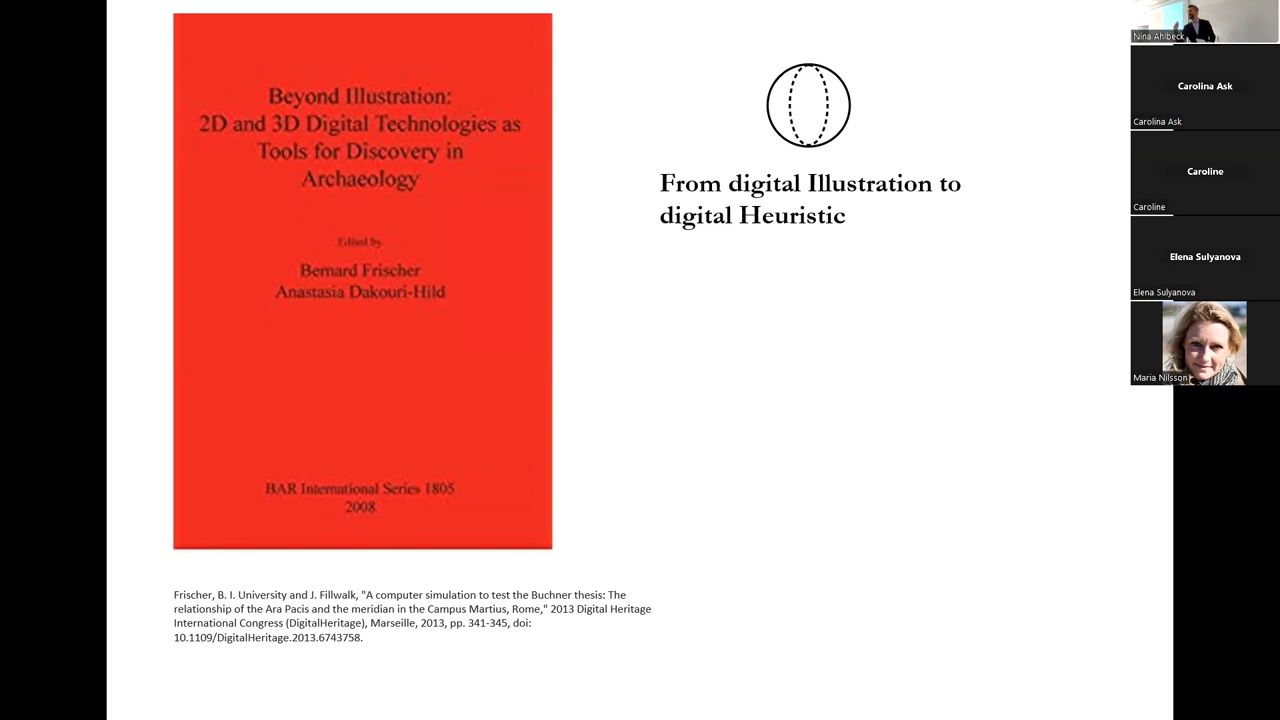 Beyond Illustration:
2D and 3D Digital Technologies as
Tools for Discovery in
Archaeology
Edited by
Bernard Frischer
Anastasia Dakouri-Hild
BAR International Series 1805
2008
From digital Illustration to
digital Heuristic
Frischer, B. I. University and J. Fillwalk, "A computer simulation to test the Buchner thesis: The
relationship of the Ara Pacis and the meridian in the Campus Martius, Rome," 2013 Digital Heritage
International Congress (DigitalHeritage), Marseille, 2013, pp. 341-345, doi:
10.1109/DigitalHeritage.2013.6743758.
Nina Ahlbeck
Carolina Ask
Carolina Ask
Caroline
Caroline
Elena Sulyanova
Elena Sulyanova
Maria Nilsson